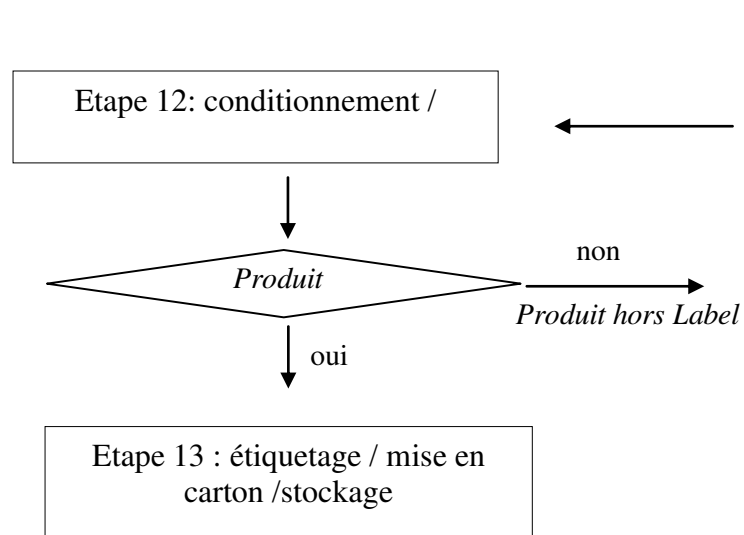 Etape 12: conditionnement /
Produit
non
Produit hors Label
oui
Etape 13 : étiquetage / mise en
carton /stockage